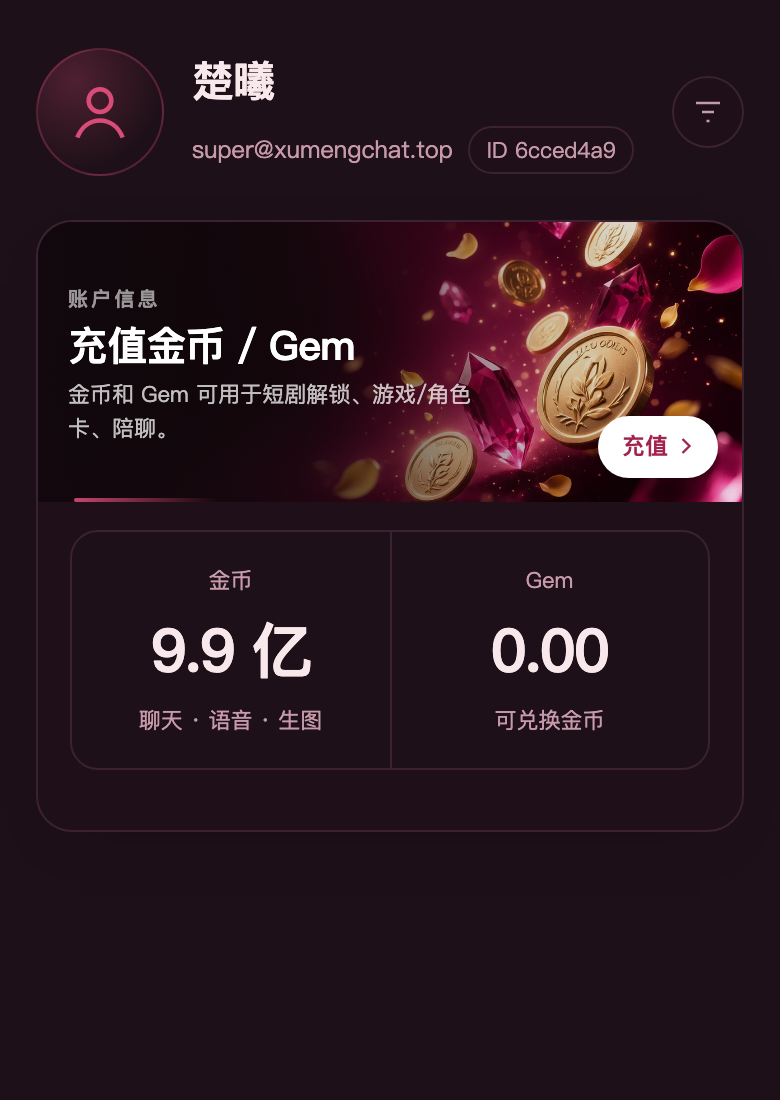 楚曦
super@xumengchat.top
ID 6cced4a9
账户信息
充值金币 / Gem
金币和 Gem 可用于短剧解锁、游戏/角色
卡、陪聊。
充值
金币
9.9 亿
聊天 · 语音 · 生图
Gem
0.00
可兑换金币